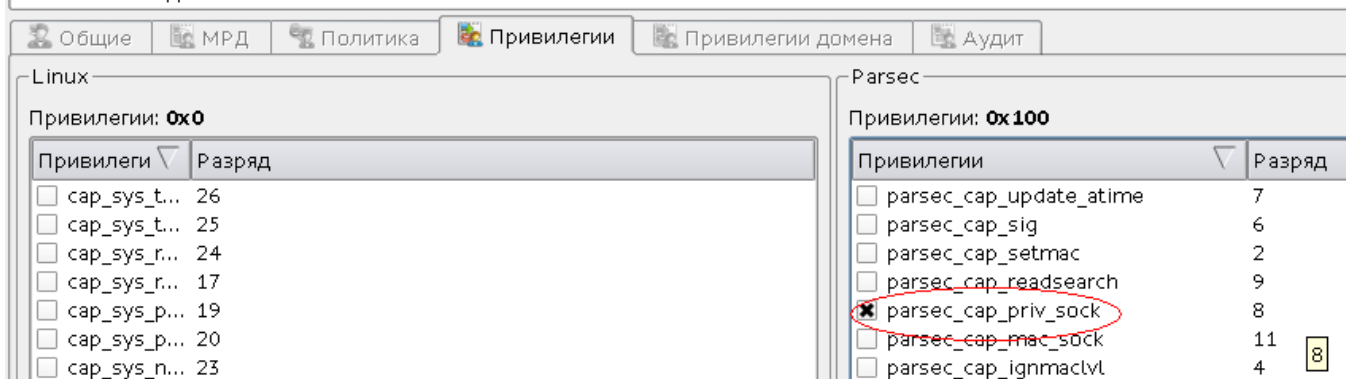 Общие МРД Политика Привилегии Привилегии домена Аудит
Linux
Привилегии: 0x0
Привилеги Разряд
cap_sys_t... 26
cap_sys_t... 25
cap_sys_r... 24
cap_sys_r... 17
cap_sys_p... 19
cap_sys_p... 20
cap_sys_n... 23
Parsec
Привилегии: 0x100
Привилегии Разряд
parsec_cap_update_atime 7
parsec_cap_sig 6
parsec_cap_setmac 2
parsec_cap_readsearch 9
parsec_cap_priv_sock 8
parsec_cap_mac_sock 11
8
parsec_cap_ignmaclvl 4